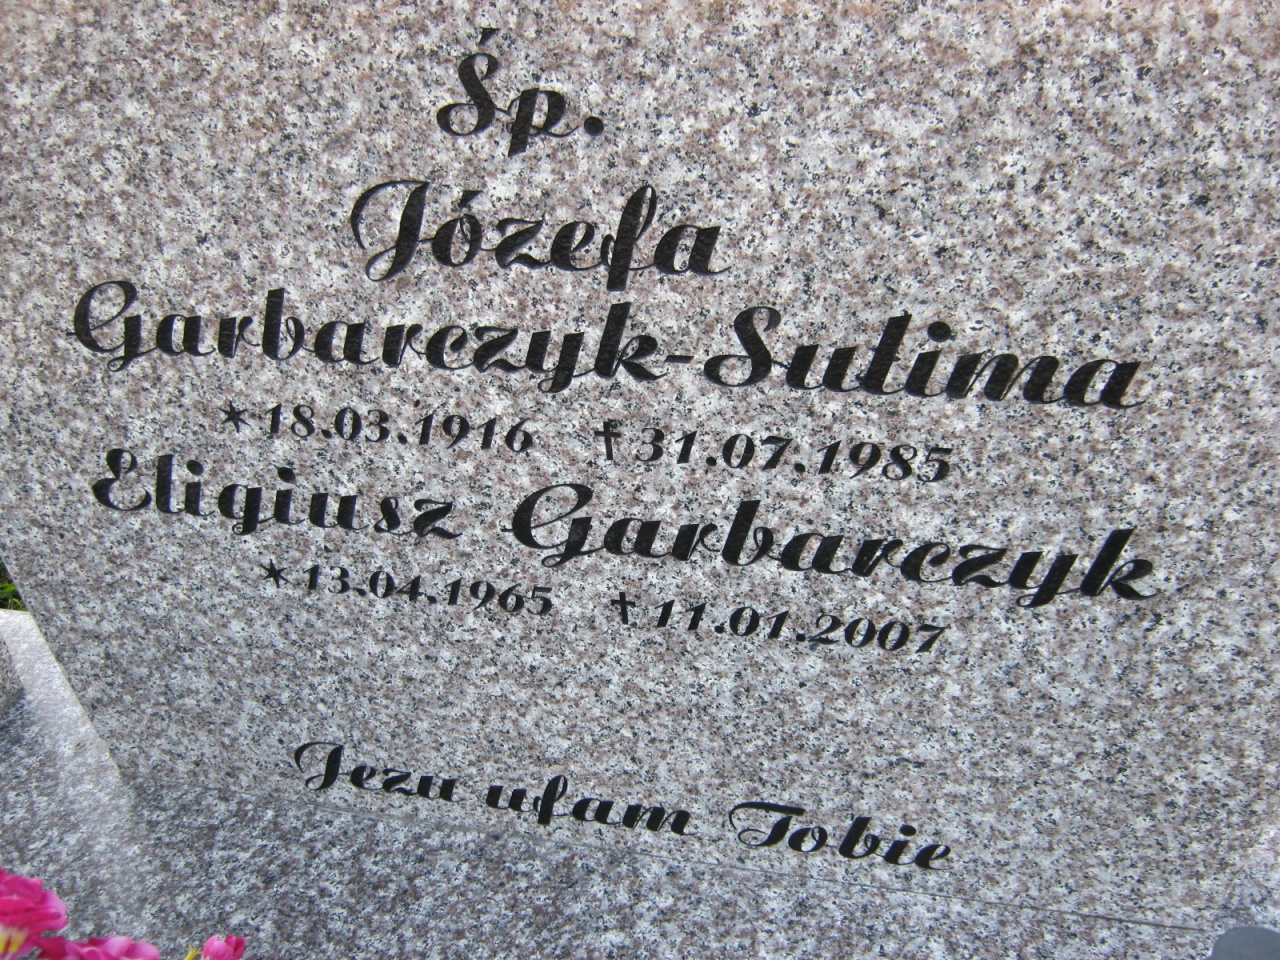 Śp.
Józefa
Garbarczyk-Sulima
*18.03.1916 †31.07.1985
Eligiusz Garbarczyk
*13.04.1965 †11.01.2007
Jezu ufam Tobie